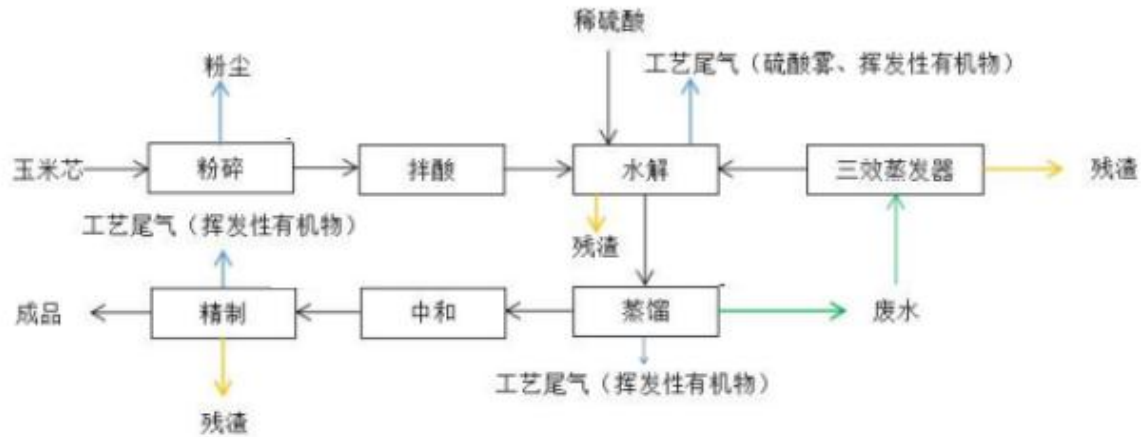 稀硫酸
粉尘
工艺尾气（硫酸雾、挥发性有机物）
玉米芯
粉碎
拌酸
水解
三效蒸发器
残渣
工艺尾气（挥发性有机物）
残渣
成品
精制
中和
蒸馏
废水
工艺尾气（挥发性有机物）
残渣